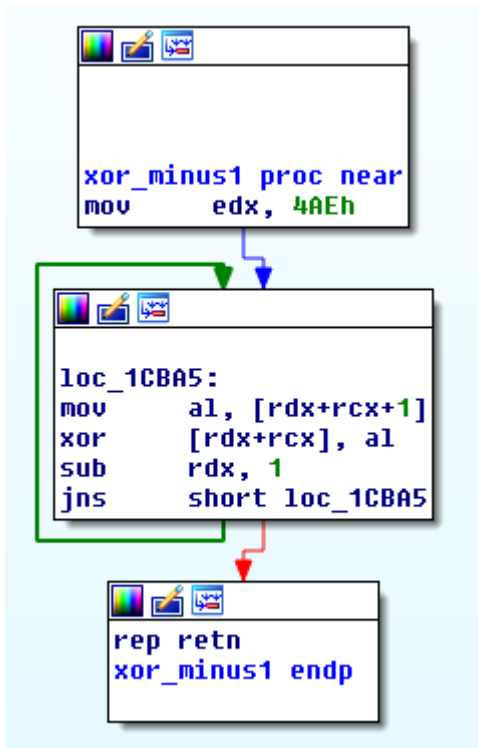 xor_minus1 proc near
mov edx, 4AEh
loc_1CBA5:
mov al, [rdx+rcx+1]
xor [rdx+rcx], al
sub rdx, 1
jns short loc_1CBA5
rep retn
xor_minus1 endp